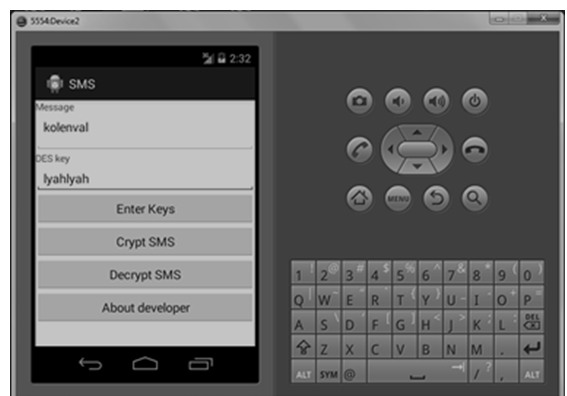 5554:Device2
2:32
SMS
Message
kolenval
DES key
lyahlyah
Enter Keys
Crypt SMS
Decrypt SMS
About developer
MENU
1 ! 2 @ 3 # 4 $ 5 % 6 ^ 7 & 8 * 9 ( 0 )
Q W E R T { Y } U - I O + P =
A S \ D F [ G ] H < J > K ; L : DEL
Z X C V B N M .
ALT SYM @ / ? , ALT